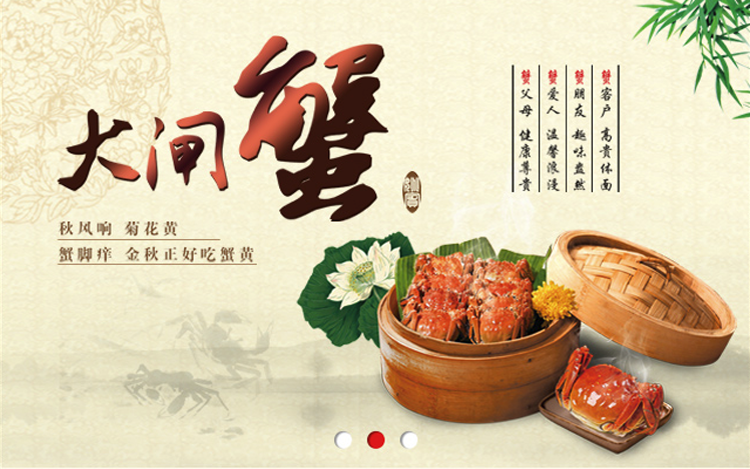 大闸蟹
秋风响 菊花黄
蟹脚痒 金秋正好吃蟹黄
蟹客户 高贵体面
蟹朋友 趣味盎然
蟹爱人 温馨浪漫
蟹父母 健康尊贵